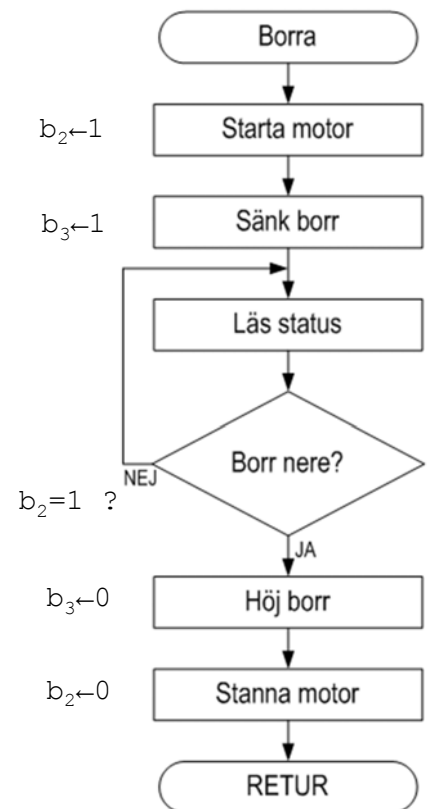 Borra
b₂←1
Starta motor
b₃←1
Sänk borr
Läs status
Borr nere?
NEJ
b₂=1 ?
JA
b₃←0
Höj borr
b₂←0
Stanna motor
RETUR